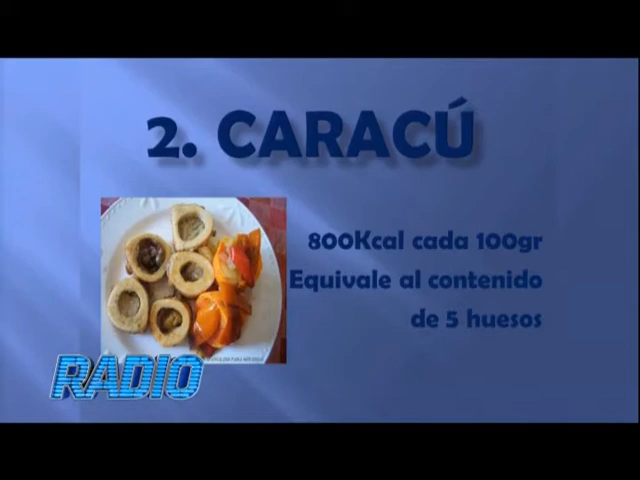 2. CARACÚ
800Kcal cada 100gr
Equivale al contenido
de 5 huesos
RADIO